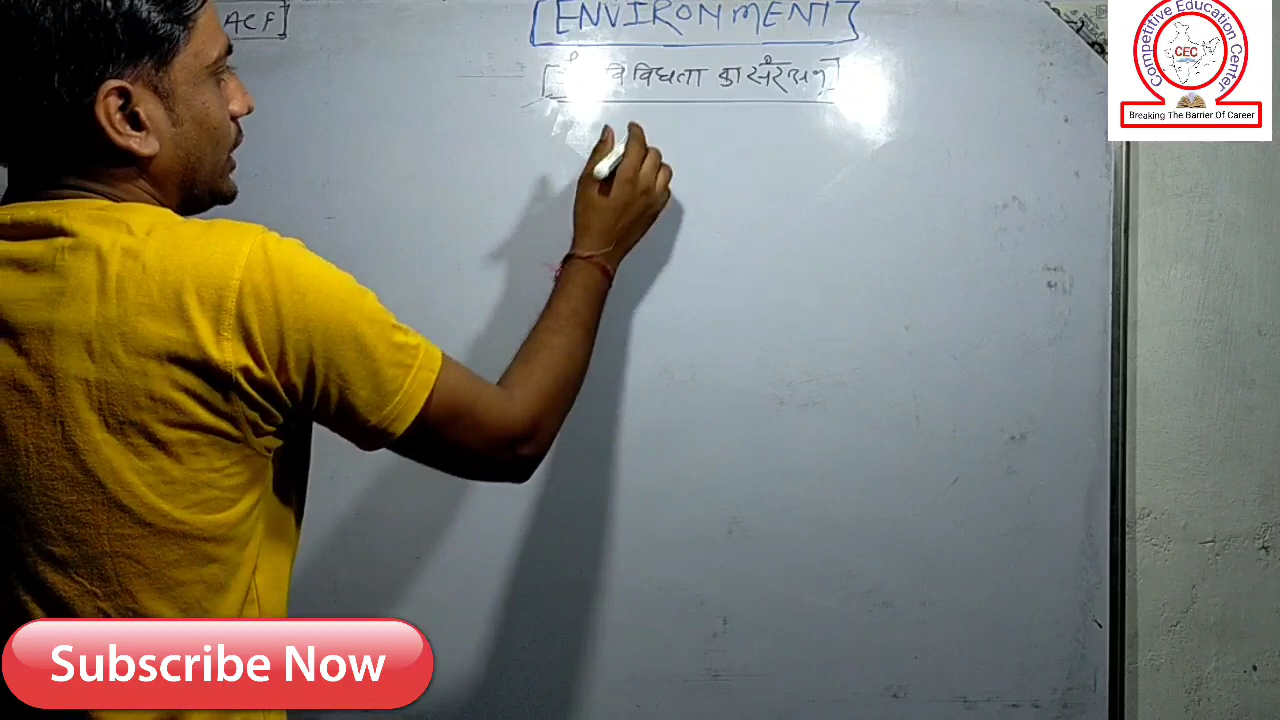 ACF]
[ENVIRONMENT]
विविधता का संरक्षण]
Competitive Education Center
CEC
Breaking The Barrier Of Career
Subscribe Now